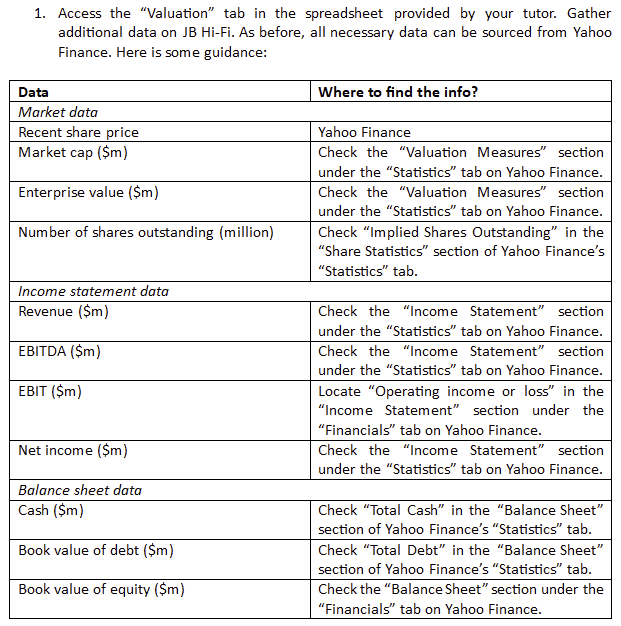 1. Access the “Valuation” tab in the spreadsheet provided by your tutor. Gather
additional data on JB Hi-Fi. As before, all necessary data can be sourced from Yahoo
Finance. Here is some guidance:
Data Where to find the info?
Market data
Recent share price Yahoo Finance
Market cap ($m) Check the “Valuation Measures” section
under the “Statistics” tab on Yahoo Finance.
Enterprise value ($m) Check the “Valuation Measures” section
under the “Statistics” tab on Yahoo Finance.
Number of shares outstanding (million) Check “Implied Shares Outstanding” in the
“Share Statistics” section of Yahoo Finance’s
“Statistics” tab.
Income statement data
Revenue ($m) Check the “Income Statement” section
under the “Statistics” tab on Yahoo Finance.
EBITDA ($m) Check the “Income Statement” section
under the “Statistics” tab on Yahoo Finance.
EBIT ($m) Locate “Operating income or loss” in the
“Income Statement” section under the
“Financials” tab on Yahoo Finance.
Net income ($m) Check the “Income Statement” section
under the “Statistics” tab on Yahoo Finance.
Balance sheet data
Cash ($m) Check “Total Cash” in the “Balance Sheet”
section of Yahoo Finance’s “Statistics” tab.
Book value of debt ($m) Check “Total Debt” in the “Balance Sheet”
section of Yahoo Finance’s “Statistics” tab.
Book value of equity ($m) Check the “Balance Sheet” section under the
“Financials” tab on Yahoo Finance.